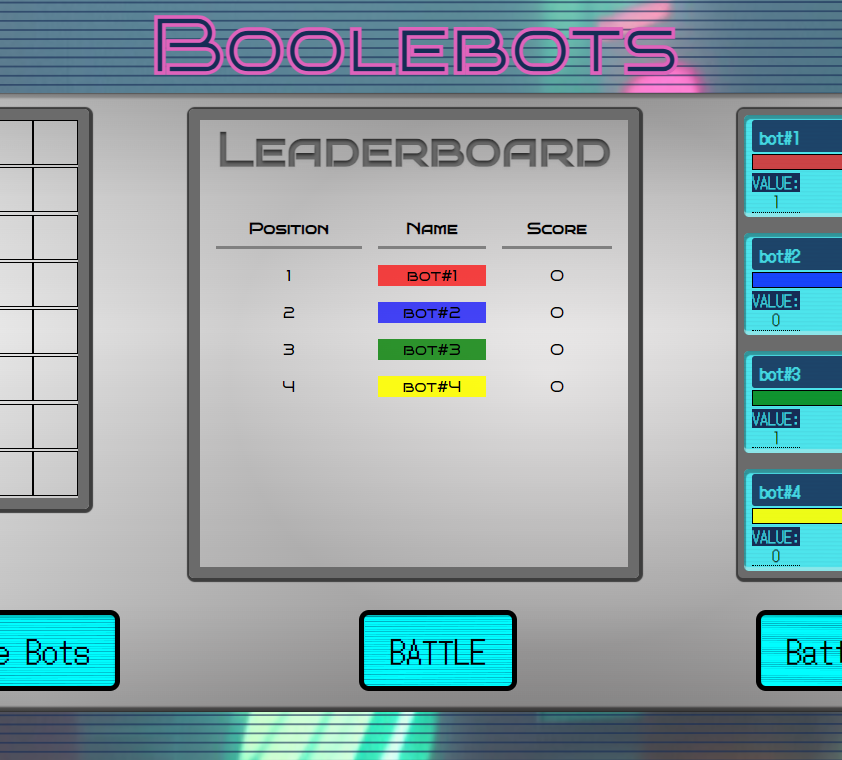 BOOLEBOTS
LEADERBOARD
POSITION NAME SCORE
1 BOT#1 0
2 BOT#2 0
3 BOT#3 0
4 BOT#4 0
bot#1
VALUE:
1
bot#2
VALUE:
0
bot#3
VALUE:
1
bot#4
VALUE:
0
e Bots
BATTLE
Batt